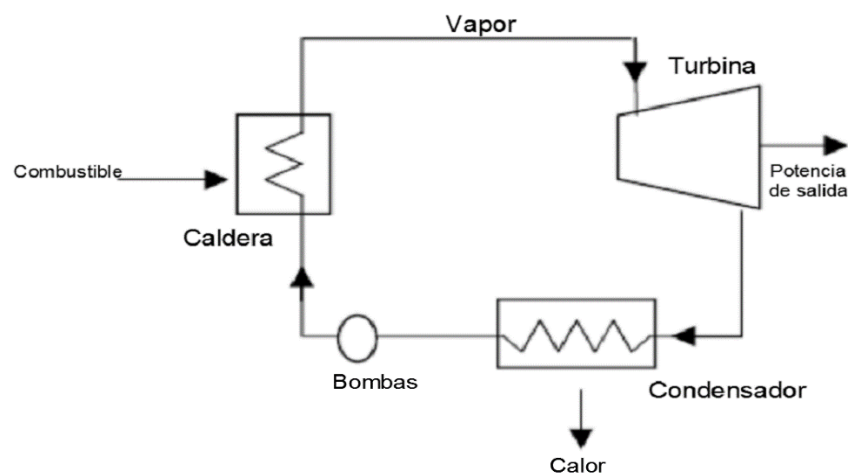 Vapor
Turbina
Combustible
Potencia
de salida
Caldera
Bombas
Condensador
Calor